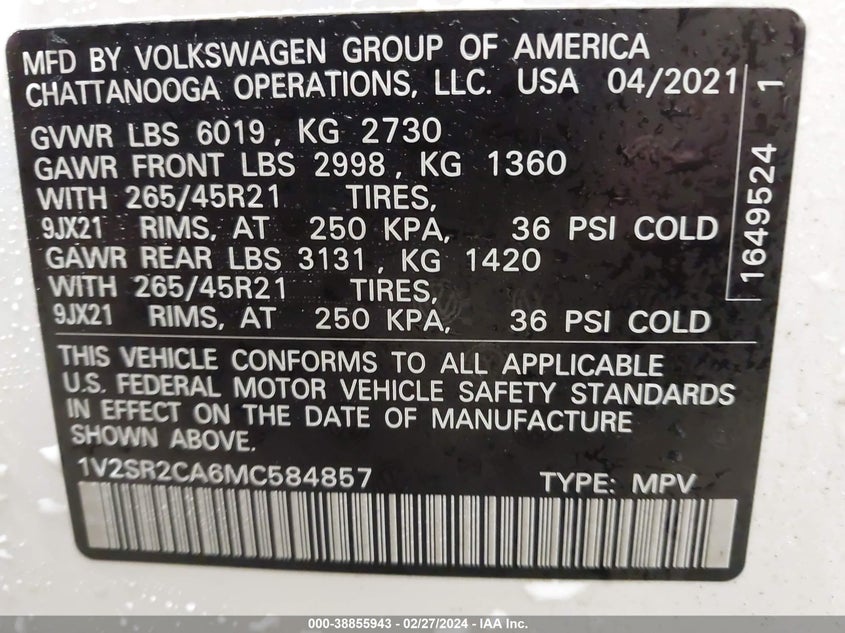 MFD BY VOLKSWAGEN GROUP OF AMERICA
CHATTANOOGA OPERATIONS, LLC. USA 04/2021
GVWR LBS 6019, KG 2730
GAWR FRONT LBS 2998, KG 1360
WITH 265/45R21 TIRES,
9JX21 RIMS, AT 250 KPA, 36 PSI COLD
GAWR REAR LBS 3131, KG 1420
WITH 265/45R21 TIRES,
9JX21 RIMS, AT 250 KPA, 36 PSI COLD
1649524 1
THIS VEHICLE CONFORMS TO ALL APPLICABLE
U.S. FEDERAL MOTOR VEHICLE SAFETY STANDARDS
IN EFFECT ON THE DATE OF MANUFACTURE
SHOWN ABOVE.
1V2SR2CA6MC584857 TYPE: MPV
000-38855943 - 02/27/2024 - IAA Inc.